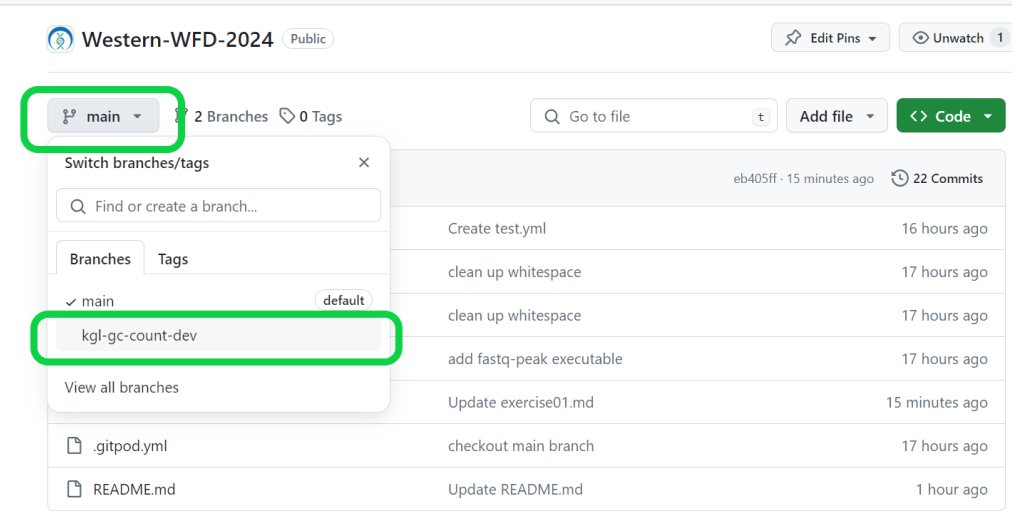 Western-WFD-2024 Public
Edit Pins
Unwatch 1
main
2 Branches
0 Tags
Go to file t
Add file
Code
Switch branches/tags
Find or create a branch...
Branches Tags
main default
kgl-gc-count-dev
View all branches
eb405ff · 15 minutes ago 22 Commits
Create test.yml 16 hours ago
clean up whitespace 17 hours ago
clean up whitespace 17 hours ago
add fastq-peak executable 17 hours ago
Update exercise01.md 15 minutes ago
.gitpod.yml checkout main branch 17 hours ago
README.md Update README.md 1 hour ago